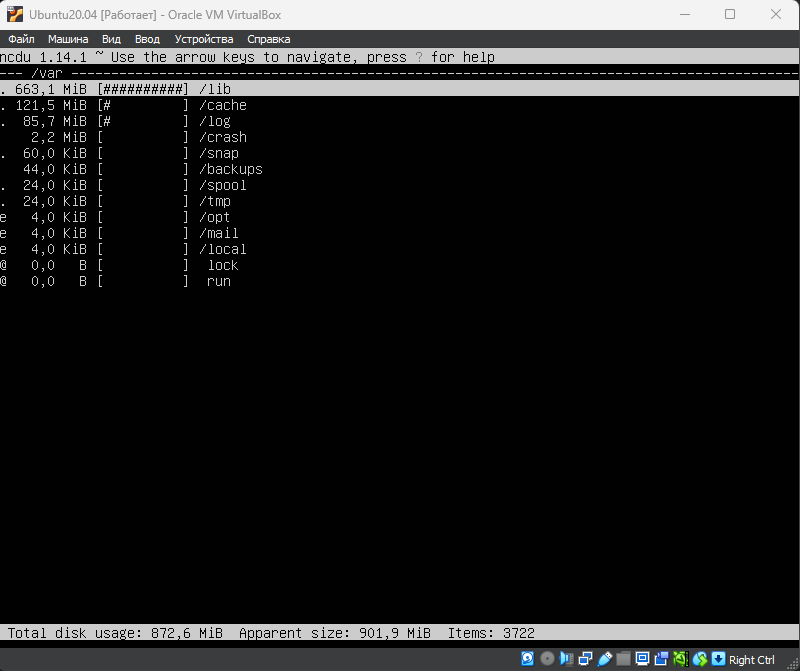 Ubuntu20.04 [Работает] - Oracle VM VirtualBox
Файл Машина Вид Ввод Устройства Справка
ncdu 1.14.1 ~ Use the arrow keys to navigate, press ? for help
--- /var ----------------------------------------------------------------------
. 663,1 MiB [##########] /lib
. 121,5 MiB [#         ] /cache
.  85,7 MiB [#         ] /log
    2,2 MiB [          ] /crash
.  60,0 KiB [          ] /snap
   44,0 KiB [          ] /backups
.  24,0 KiB [          ] /spool
.  24,0 KiB [          ] /tmp
e   4,0 KiB [          ] /opt
e   4,0 KiB [          ] /mail
e   4,0 KiB [          ] /local
@   0,0   B [          ]  lock
@   0,0   B [          ]  run
Total disk usage: 872,6 MiB  Apparent size: 901,9 MiB  Items: 3722
Right Ctrl